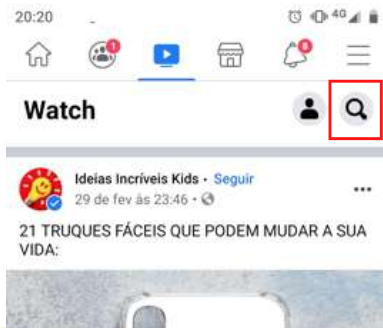 20:20
4G
1
9
Watch
Ideias Incríveis Kids • Seguir
29 de fev às 23:46 •
21 TRUQUES FÁCEIS QUE PODEM MUDAR A SUA
VIDA: